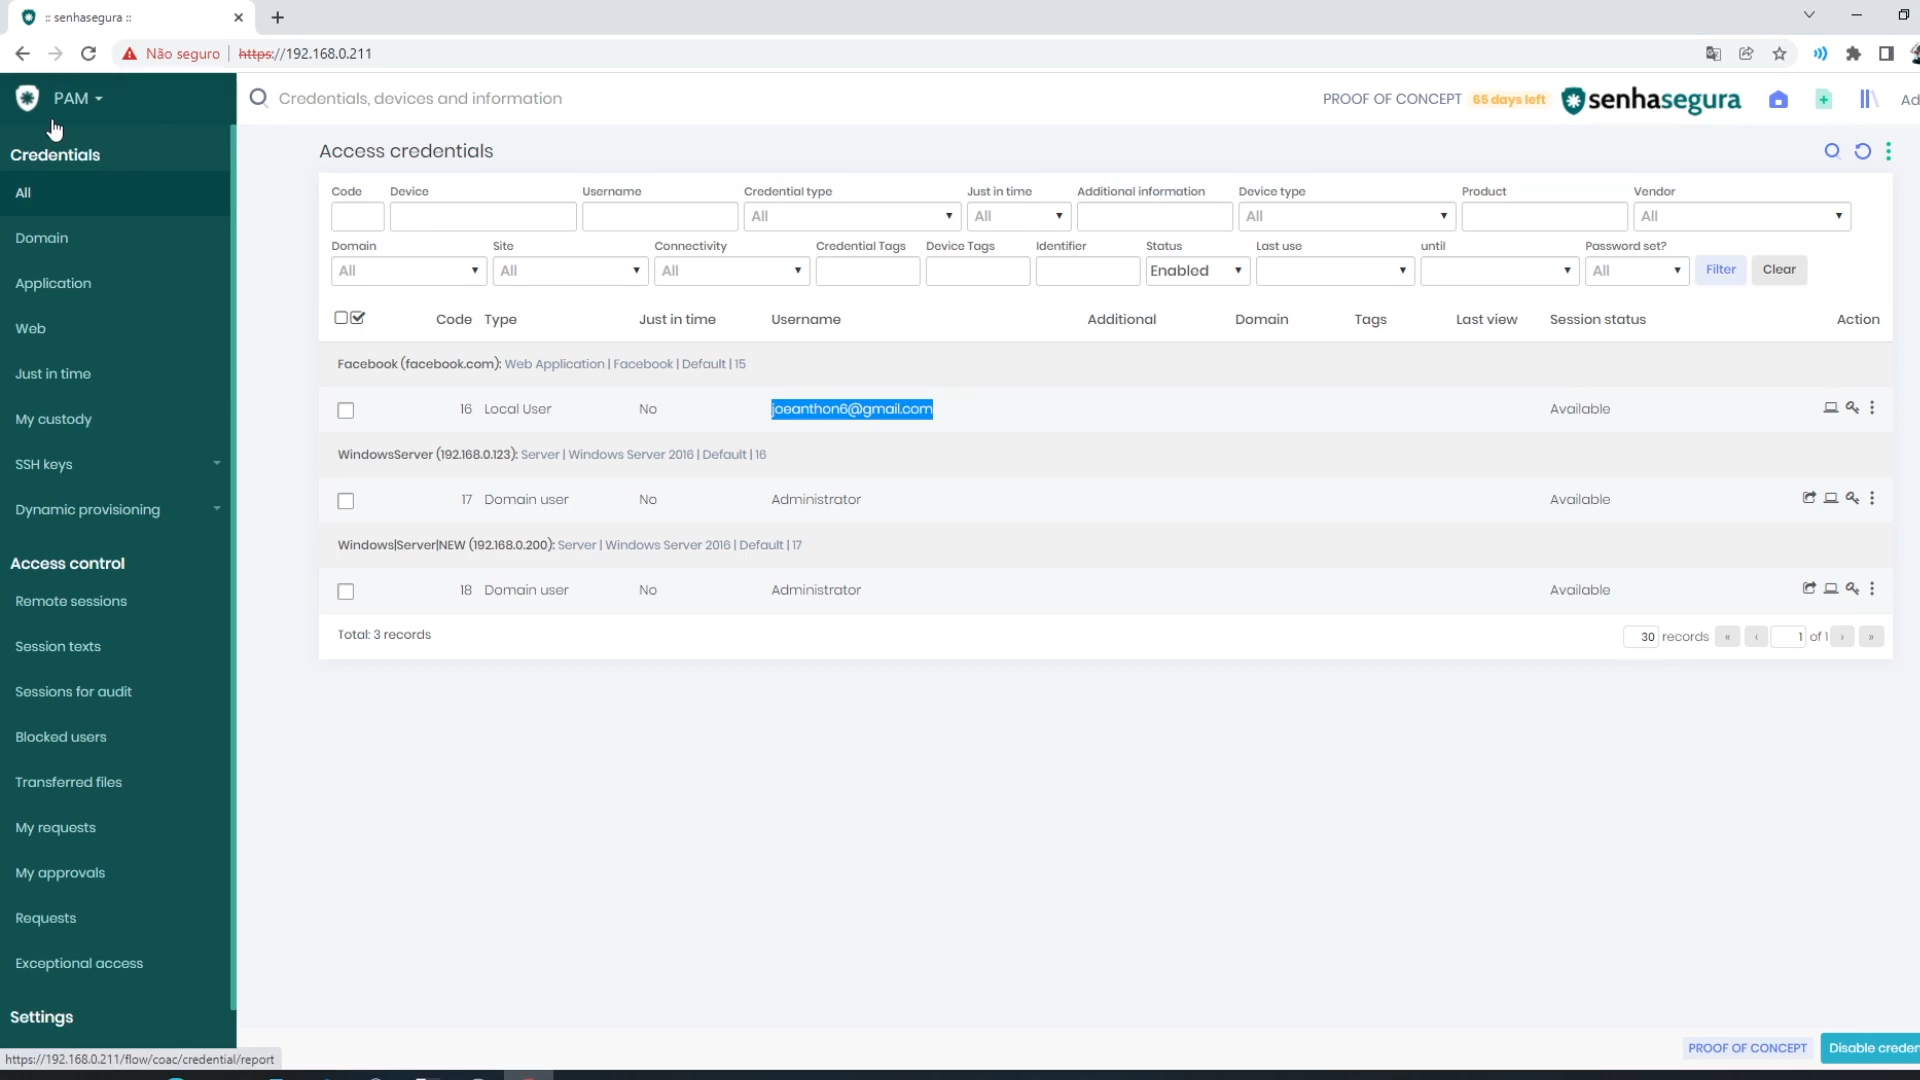 :: senhasegura ::
Não seguro | https://192.168.0.211
PAM
Credentials, devices and information
PROOF OF CONCEPT 65 days left senhasegura
Credentials
All
Domain
Application
Web
Just in time
My custody
SSH keys
Dynamic provisioning
Access control
Remote sessions
Session texts
Sessions for audit
Blocked users
Transferred files
My requests
My approvals
Requests
Exceptional access
Settings
https://192.168.0.211/flow/coac/credential/report
Access credentials
Code Device Username Credential type Just in time Additional information Device type Product Vendor
All All All All
Domain Site Connectivity Credential Tags Device Tags Identifier Status Last use until Password set?
All All All Enabled All Filter Clear
Code Type Just in time Username Additional Domain Tags Last view Session status Action
Facebook (facebook.com): Web Application | Facebook | Default | 15
16 Local User No joeanthon6@gmail.com Available
WindowsServer (192.168.0.123): Server | Windows Server 2016 | Default | 16
17 Domain user No Administrator Available
Windows|Server|NEW (192.168.0.200): Server | Windows Server 2016 | Default | 17
18 Domain user No Administrator Available
Total: 3 records
30 records « ‹ 1 of 1 › »
PROOF OF CONCEPT